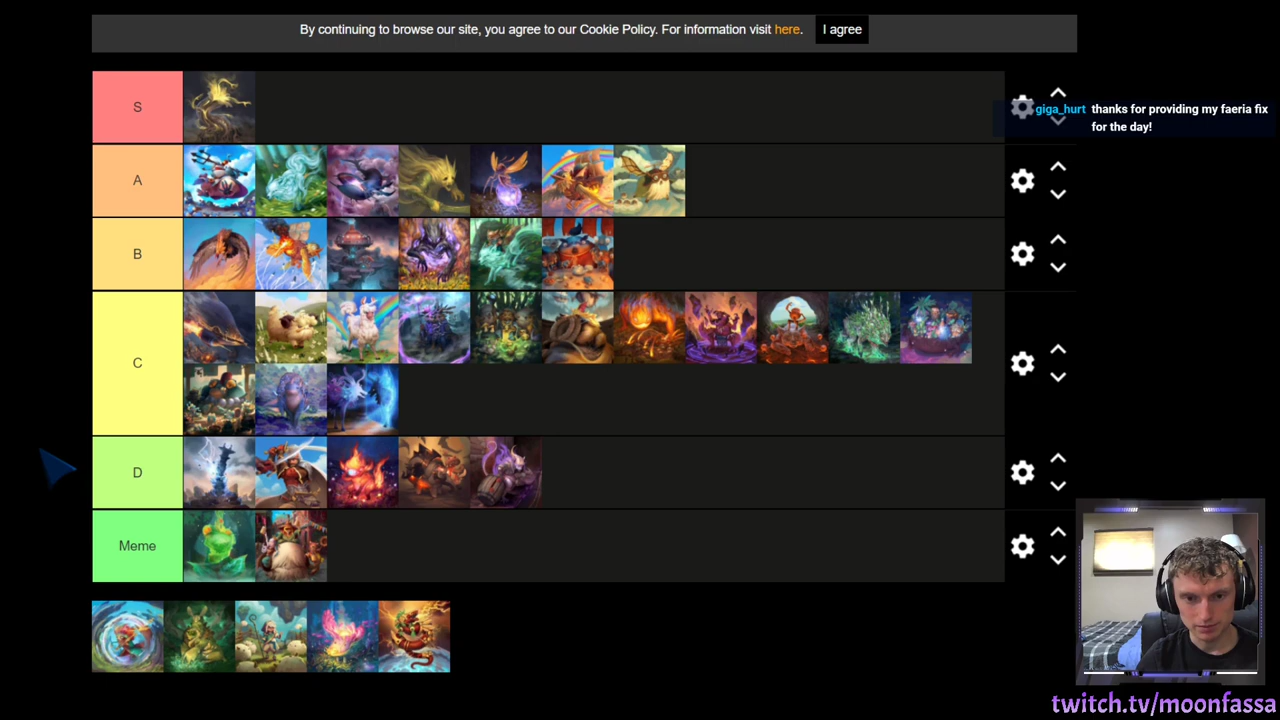 By continuing to browse our site, you agree to our Cookie Policy. For information visit here. I agree
S
giga_hurt thanks for providing my faeria fix
for the day!
A
B
C
D
Meme
twitch.tv/moonfassa